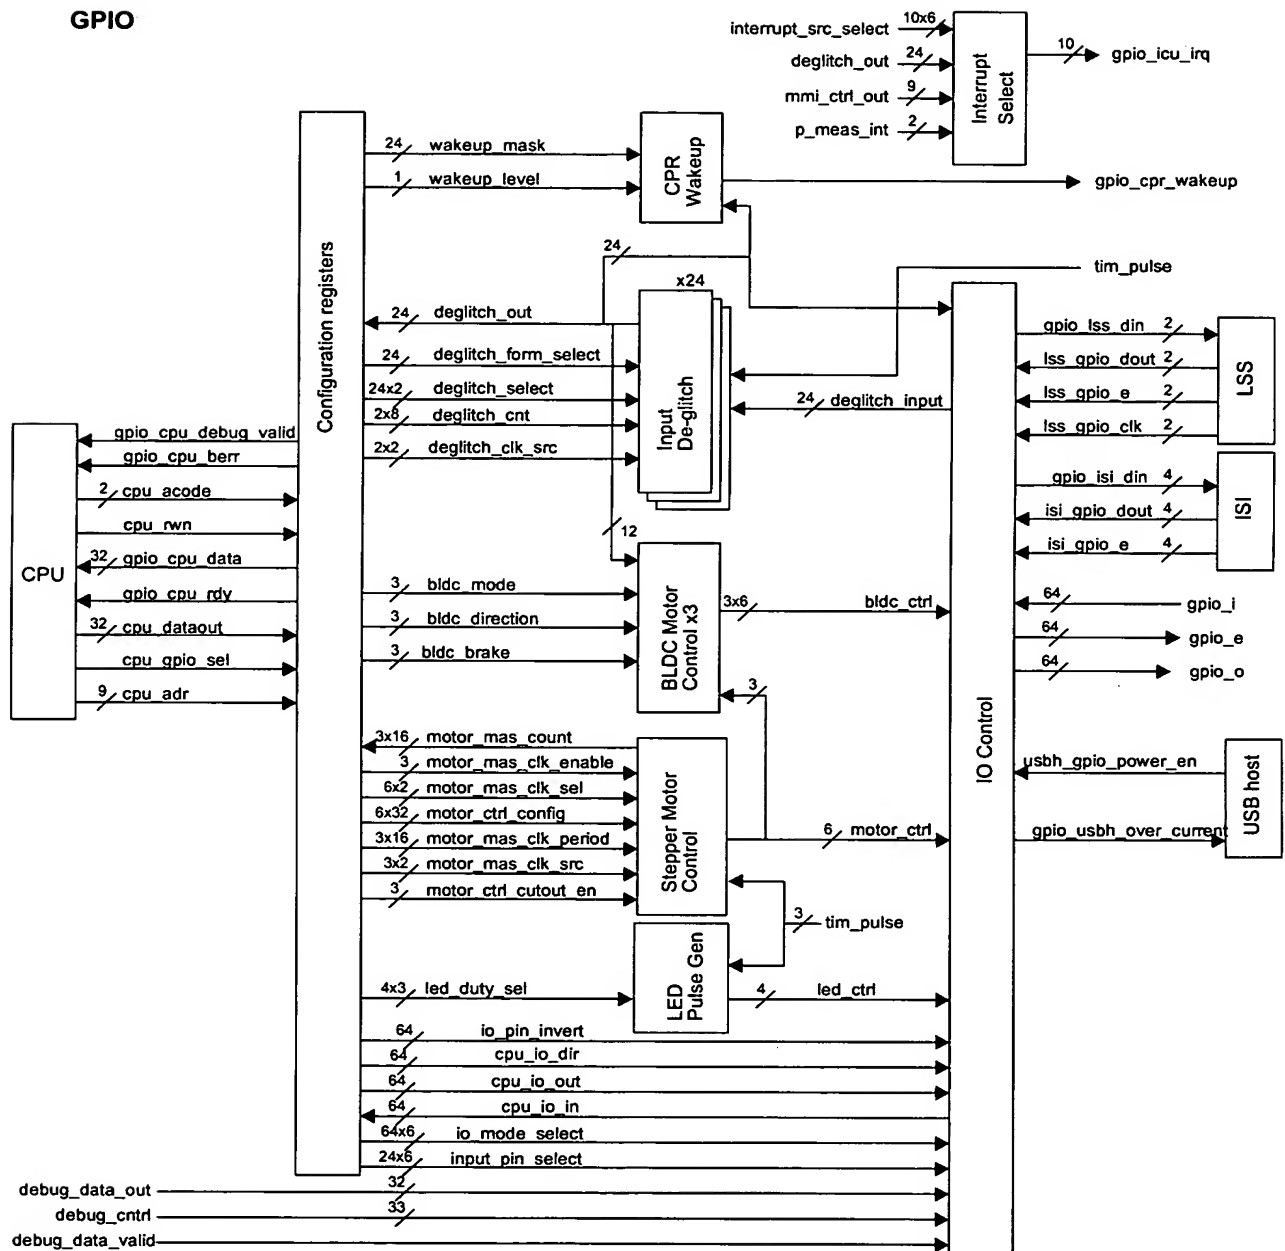 GPIO
interrupt_src_select 10x6
deglitch_out 24
mmi_ctrl_out 9
p_meas_int 2
Interrupt
Select
10 gpio_icu_irq
Configuration registers
24 wakeup_mask
1 wakeup_level
CPR
Wakeup
gpio_cpr_wakeup
24
x24
tim_pulse
24 deglitch_out
24 deglitch_form_select
24x2 deglitch_select
2x8 deglitch_cnt
2x2 deglitch_clk_src
Input
De-glitch
24 deglitch_input
12
CPU
gpio_cpu_debug_valid
gpio_cpu_berr
2 cpu_acode
cpu_rwn
32 gpio_cpu_data
gpio_cpu_rdy
32 cpu_dataout
cpu_gpio_sel
9 cpu_adr
3 bldc_mode
3 bldc_direction
3 bldc_brake
BLDC Motor
Control x3
3x6 bldc_ctrl
3
3x16 motor_mas_count
3 motor_mas_clk_enable
6x2 motor_mas_clk_sel
6x32 motor_ctrl_config
3x16 motor_mas_clk_period
3x2 motor_mas_clk_src
3 motor_ctrl_cutout_en
Stepper Motor
Control
6 motor_ctrl
3 tim_pulse
4x3 led_duty_sel
LED
Pulse Gen
4 led_ctrl
64 io_pin_invert
64 cpu_io_dir
64 cpu_io_out
64 cpu_io_in
64x6 io_mode_select
24x6 input_pin_select
debug_data_out 32
debug_cntrl 33
debug_data_valid
IO Control
gpio_lss_din 2
lss_gpio_dout 2
lss_gpio_e 2
lss_gpio_clk 2
LSS
gpio_isi_din 4
isi_gpio_dout 4
isi_gpio_e 4
ISI
64 gpio_i
64 gpio_e
64 gpio_o
usbh_gpio_power_en
gpio_usbh_over_current
USB host